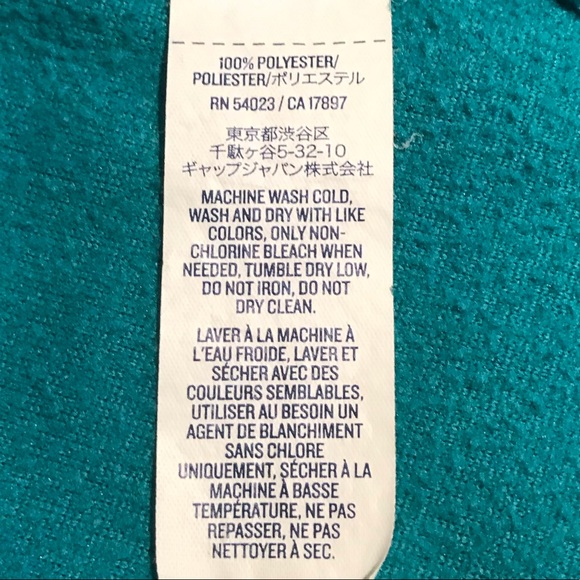 100% POLYESTER/
POLIESTER/ポリエステル
RN 54023 / CA 17897
東京都渋谷区
千駄ヶ谷5-32-10
ギャップジャパン株式会社
MACHINE WASH COLD,
WASH AND DRY WITH LIKE
COLORS, ONLY NON-
CHLORINE BLEACH WHEN
NEEDED, TUMBLE DRY LOW,
DO NOT IRON, DO NOT
DRY CLEAN.
LAVER À LA MACHINE À
L'EAU FROIDE, LAVER ET
SÉCHER AVEC DES
COULEURS SEMBLABLES,
UTILISER AU BESOIN UN
AGENT DE BLANCHIMENT
SANS CHLORE
UNIQUEMENT, SÉCHER À LA
MACHINE À BASSE
TEMPÉRATURE, NE PAS
REPASSER, NE PAS
NETTOYER À SEC.